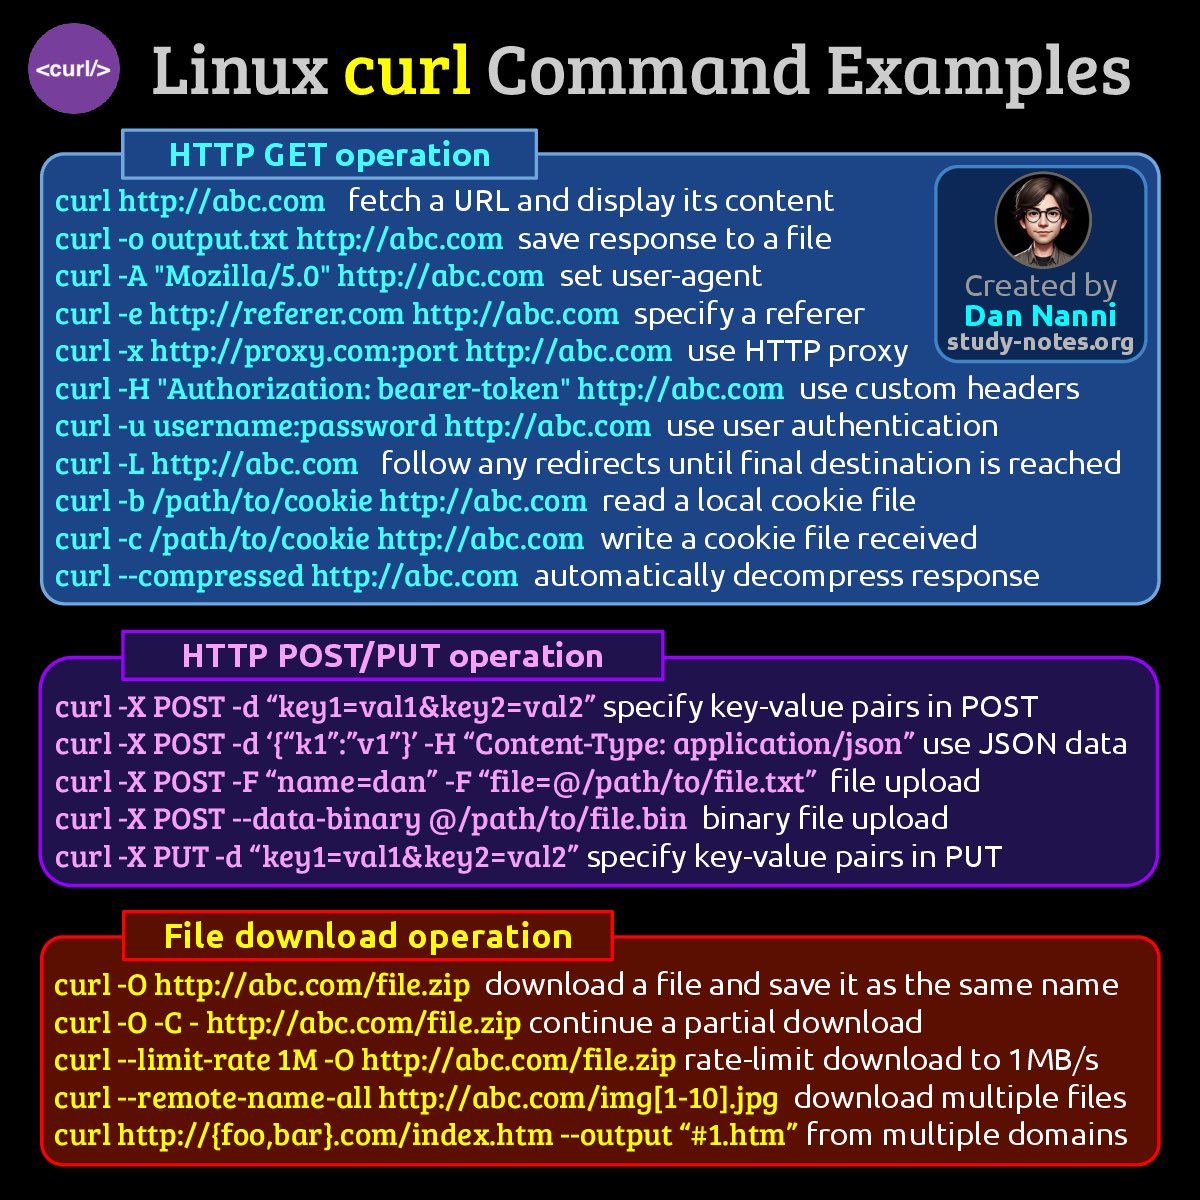 <curl/>
Linux curl Command Examples
HTTP GET operation
curl http://abc.com fetch a URL and display its content
curl -o output.txt http://abc.com save response to a file
curl -A "Mozilla/5.0" http://abc.com set user-agent
curl -e http://referer.com http://abc.com specify a referer
curl -x http://proxy.com:port http://abc.com use HTTP proxy
curl -H "Authorization: bearer-token" http://abc.com use custom headers
curl -u username:password http://abc.com use user authentication
curl -L http://abc.com follow any redirects until final destination is reached
curl -b /path/to/cookie http://abc.com read a local cookie file
curl -c /path/to/cookie http://abc.com write a cookie file received
curl --compressed http://abc.com automatically decompress response
Created by
Dan Nanni
study-notes.org
HTTP POST/PUT operation
curl -X POST -d “key1=val1&key2=val2” specify key-value pairs in POST
curl -X POST -d ‘{“k1”:”v1”}’ -H “Content-Type: application/json” use JSON data
curl -X POST -F “name=dan” -F “file=@/path/to/file.txt” file upload
curl -X POST --data-binary @/path/to/file.bin binary file upload
curl -X PUT -d “key1=val1&key2=val2” specify key-value pairs in PUT
File download operation
curl -O http://abc.com/file.zip download a file and save it as the same name
curl -O -C - http://abc.com/file.zip continue a partial download
curl --limit-rate 1M -O http://abc.com/file.zip rate-limit download to 1MB/s
curl --remote-name-all http://abc.com/img[1-10].jpg download multiple files
curl http://{foo,bar}.com/index.htm --output “#1.htm” from multiple domains